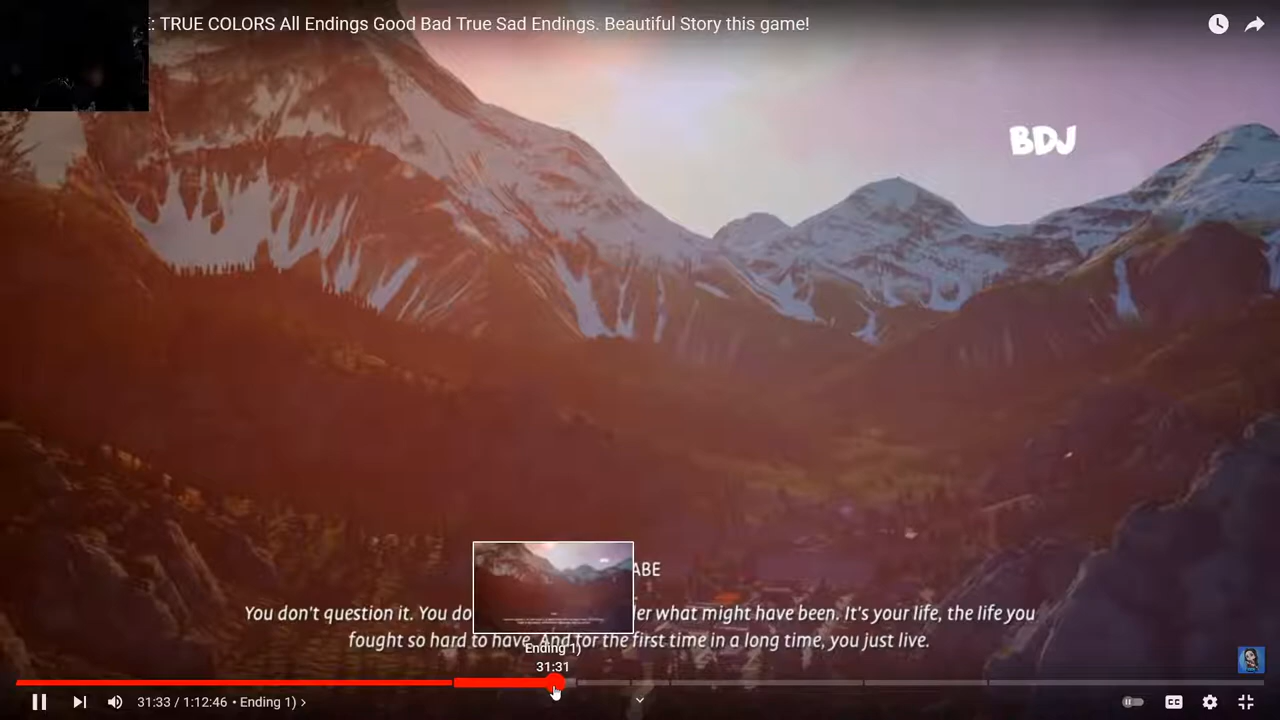 : TRUE COLORS All Endings Good Bad True Sad Endings. Beautiful Story this game!
BDJ
ABE
You don't question it. You do er what might have been. It's your life, the life you
fought so hard to have. And for the first time in a long time, you just live.
Ending 1)
31:31
31:33 / 1:12:46 • Ending 1) >
CC